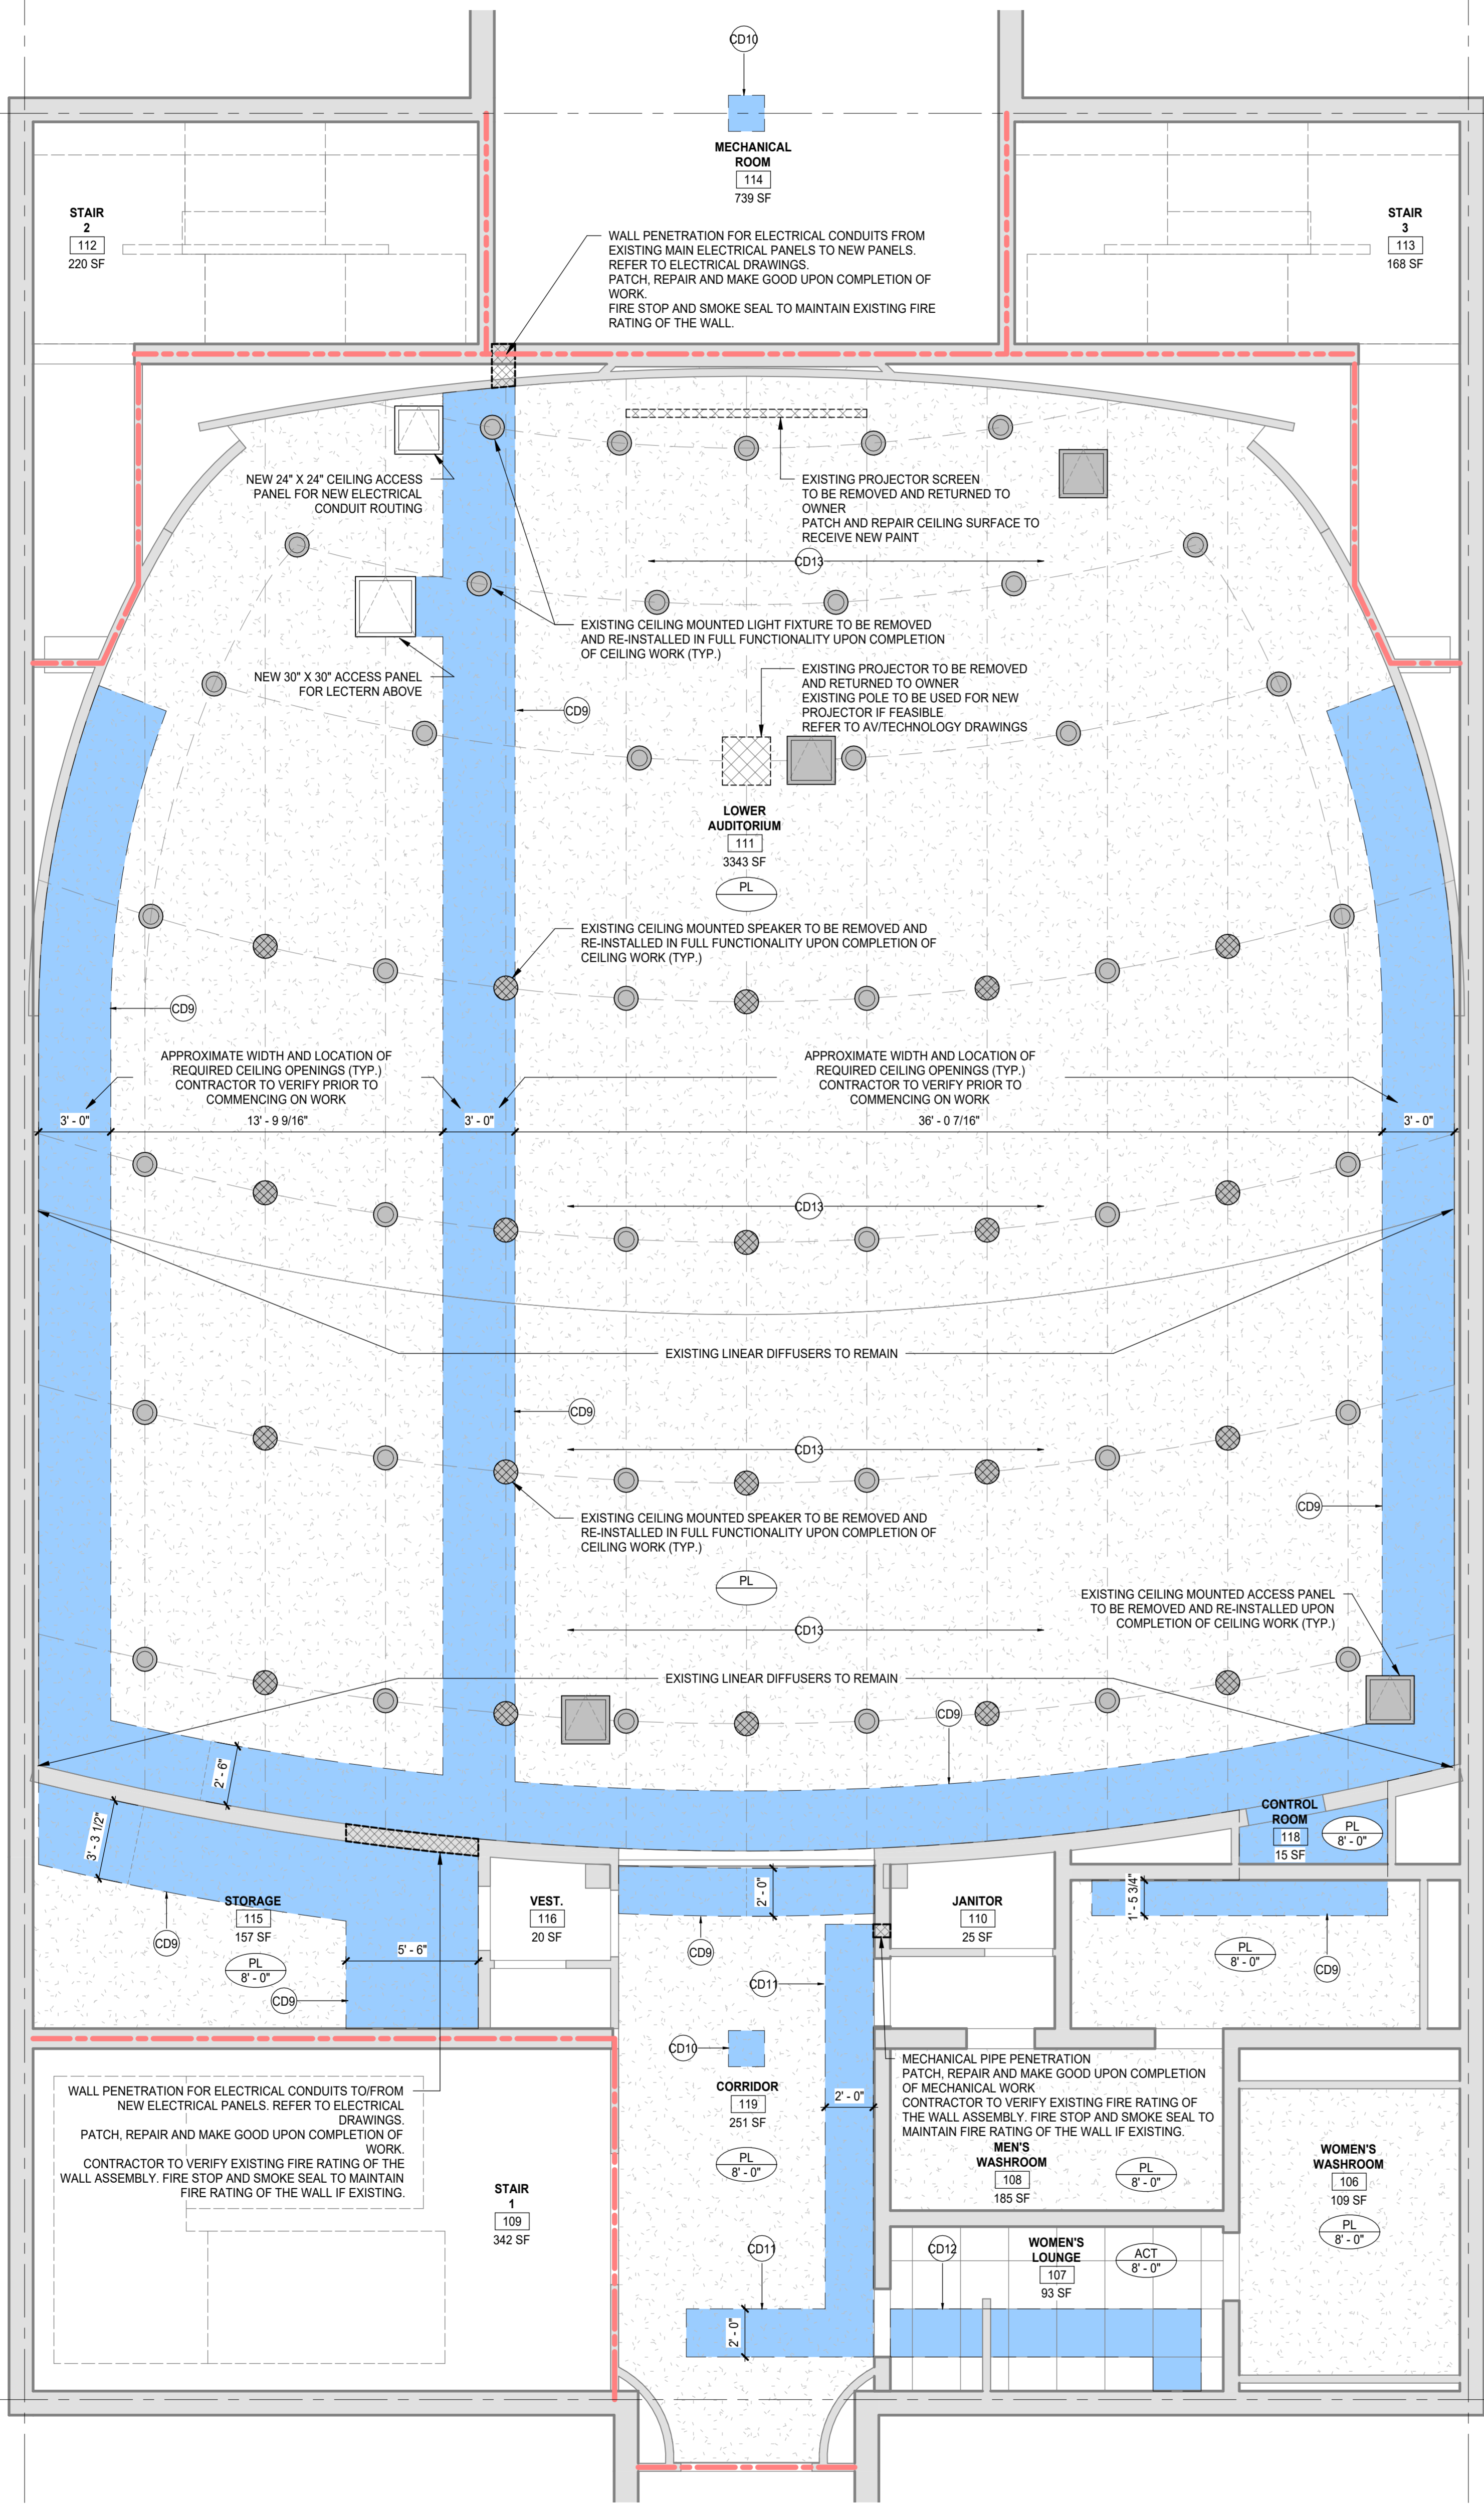 CD10
MECHANICAL
ROOM
114
739 SF
STAIR
2
112
220 SF
STAIR
3
113
168 SF
WALL PENETRATION FOR ELECTRICAL CONDUITS FROM
EXISTING MAIN ELECTRICAL PANELS TO NEW PANELS.
REFER TO ELECTRICAL DRAWINGS.
PATCH, REPAIR AND MAKE GOOD UPON COMPLETION OF
WORK.
FIRE STOP AND SMOKE SEAL TO MAINTAIN EXISTING FIRE
RATING OF THE WALL.
NEW 24" X 24" CEILING ACCESS
PANEL FOR NEW ELECTRICAL
CONDUIT ROUTING
EXISTING PROJECTOR SCREEN
TO BE REMOVED AND RETURNED TO
OWNER
PATCH AND REPAIR CEILING SURFACE TO
RECEIVE NEW PAINT
CD13
EXISTING CEILING MOUNTED LIGHT FIXTURE TO BE REMOVED
AND RE-INSTALLED IN FULL FUNCTIONALITY UPON COMPLETION
OF CEILING WORK (TYP.)
NEW 30" X 30" ACCESS PANEL
FOR LECTERN ABOVE
EXISTING PROJECTOR TO BE REMOVED
AND RETURNED TO OWNER
EXISTING POLE TO BE USED FOR NEW
PROJECTOR IF FEASIBLE
REFER TO AV/TECHNOLOGY DRAWINGS
CD9
LOWER
AUDITORIUM
111
3343 SF
PL
EXISTING CEILING MOUNTED SPEAKER TO BE REMOVED AND
RE-INSTALLED IN FULL FUNCTIONALITY UPON COMPLETION OF
CEILING WORK (TYP.)
CD9
APPROXIMATE WIDTH AND LOCATION OF
REQUIRED CEILING OPENINGS (TYP.)
CONTRACTOR TO VERIFY PRIOR TO
COMMENCING ON WORK
APPROXIMATE WIDTH AND LOCATION OF
REQUIRED CEILING OPENINGS (TYP.)
CONTRACTOR TO VERIFY PRIOR TO
COMMENCING ON WORK
3' - 0"
13' - 9 9/16"
3' - 0"
36' - 0 7/16"
3' - 0"
CD13
EXISTING LINEAR DIFFUSERS TO REMAIN
CD9
CD13
CD9
EXISTING CEILING MOUNTED SPEAKER TO BE REMOVED AND
RE-INSTALLED IN FULL FUNCTIONALITY UPON COMPLETION OF
CEILING WORK (TYP.)
PL
EXISTING CEILING MOUNTED ACCESS PANEL
TO BE REMOVED AND RE-INSTALLED UPON
COMPLETION OF CEILING WORK (TYP.)
CD13
EXISTING LINEAR DIFFUSERS TO REMAIN
CD9
2' - 6"
3' - 3 1/2"
CONTROL
ROOM
118
15 SF
PL
8' - 0"
STORAGE
115
157 SF
PL
8' - 0"
CD9
CD9
5' - 6"
VEST.
116
20 SF
2' - 0"
CD9
JANITOR
110
25 SF
1' - 5 3/4"
PL
8' - 0"
CD9
CD11
CD10
CORRIDOR
119
251 SF
PL
8' - 0"
2' - 0"
MECHANICAL PIPE PENETRATION
PATCH, REPAIR AND MAKE GOOD UPON COMPLETION
OF MECHANICAL WORK
CONTRACTOR TO VERIFY EXISTING FIRE RATING OF
THE WALL ASSEMBLY. FIRE STOP AND SMOKE SEAL TO
MAINTAIN FIRE RATING OF THE WALL IF EXISTING.
MEN'S
WASHROOM
108
185 SF
PL
8' - 0"
WOMEN'S
WASHROOM
106
109 SF
PL
8' - 0"
WALL PENETRATION FOR ELECTRICAL CONDUITS TO/FROM
NEW ELECTRICAL PANELS. REFER TO ELECTRICAL
DRAWINGS.
PATCH, REPAIR AND MAKE GOOD UPON COMPLETION OF
WORK.
CONTRACTOR TO VERIFY EXISTING FIRE RATING OF THE
WALL ASSEMBLY. FIRE STOP AND SMOKE SEAL TO MAINTAIN
FIRE RATING OF THE WALL IF EXISTING.
STAIR
1
109
342 SF
CD11
2' - 0"
CD12
WOMEN'S
LOUNGE
107
93 SF
ACT
8' - 0"